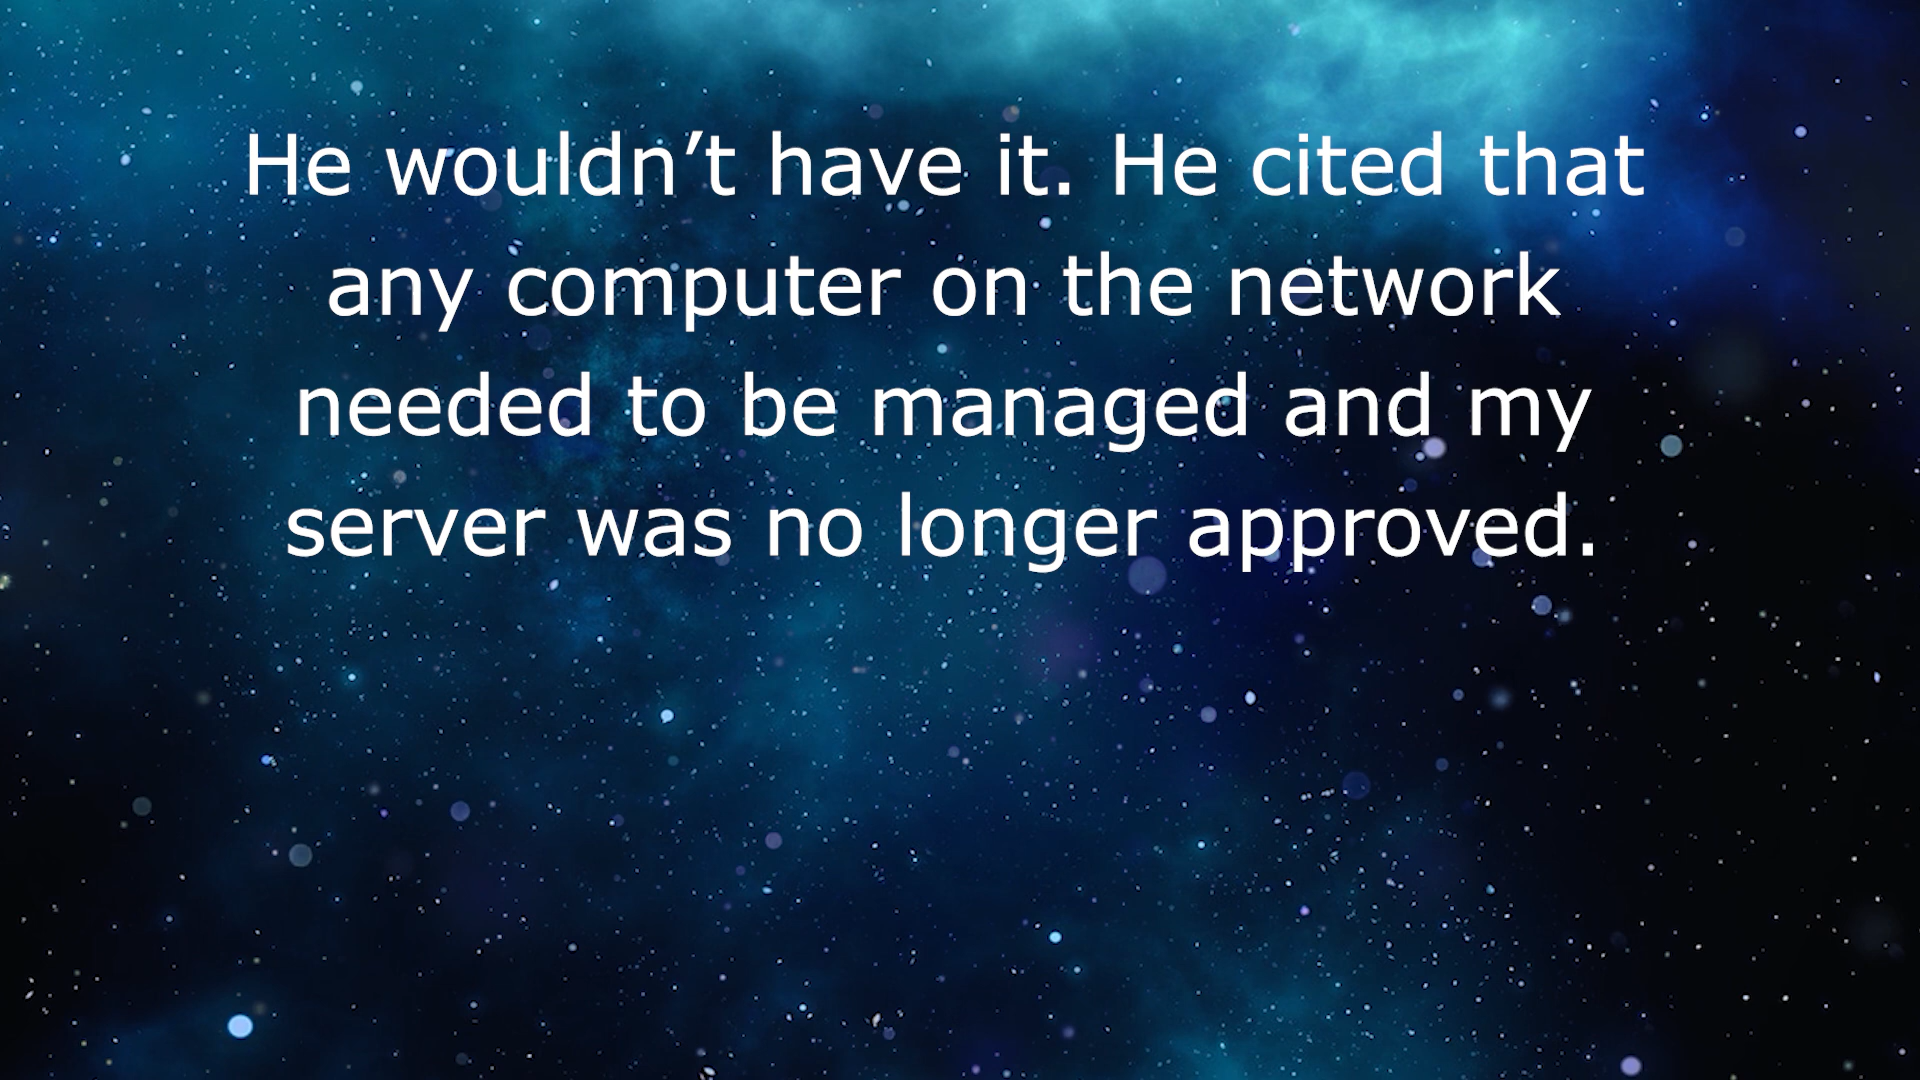 He wouldn’t have it. He cited that
any computer on the network
needed to be managed and my
server was no longer approved.